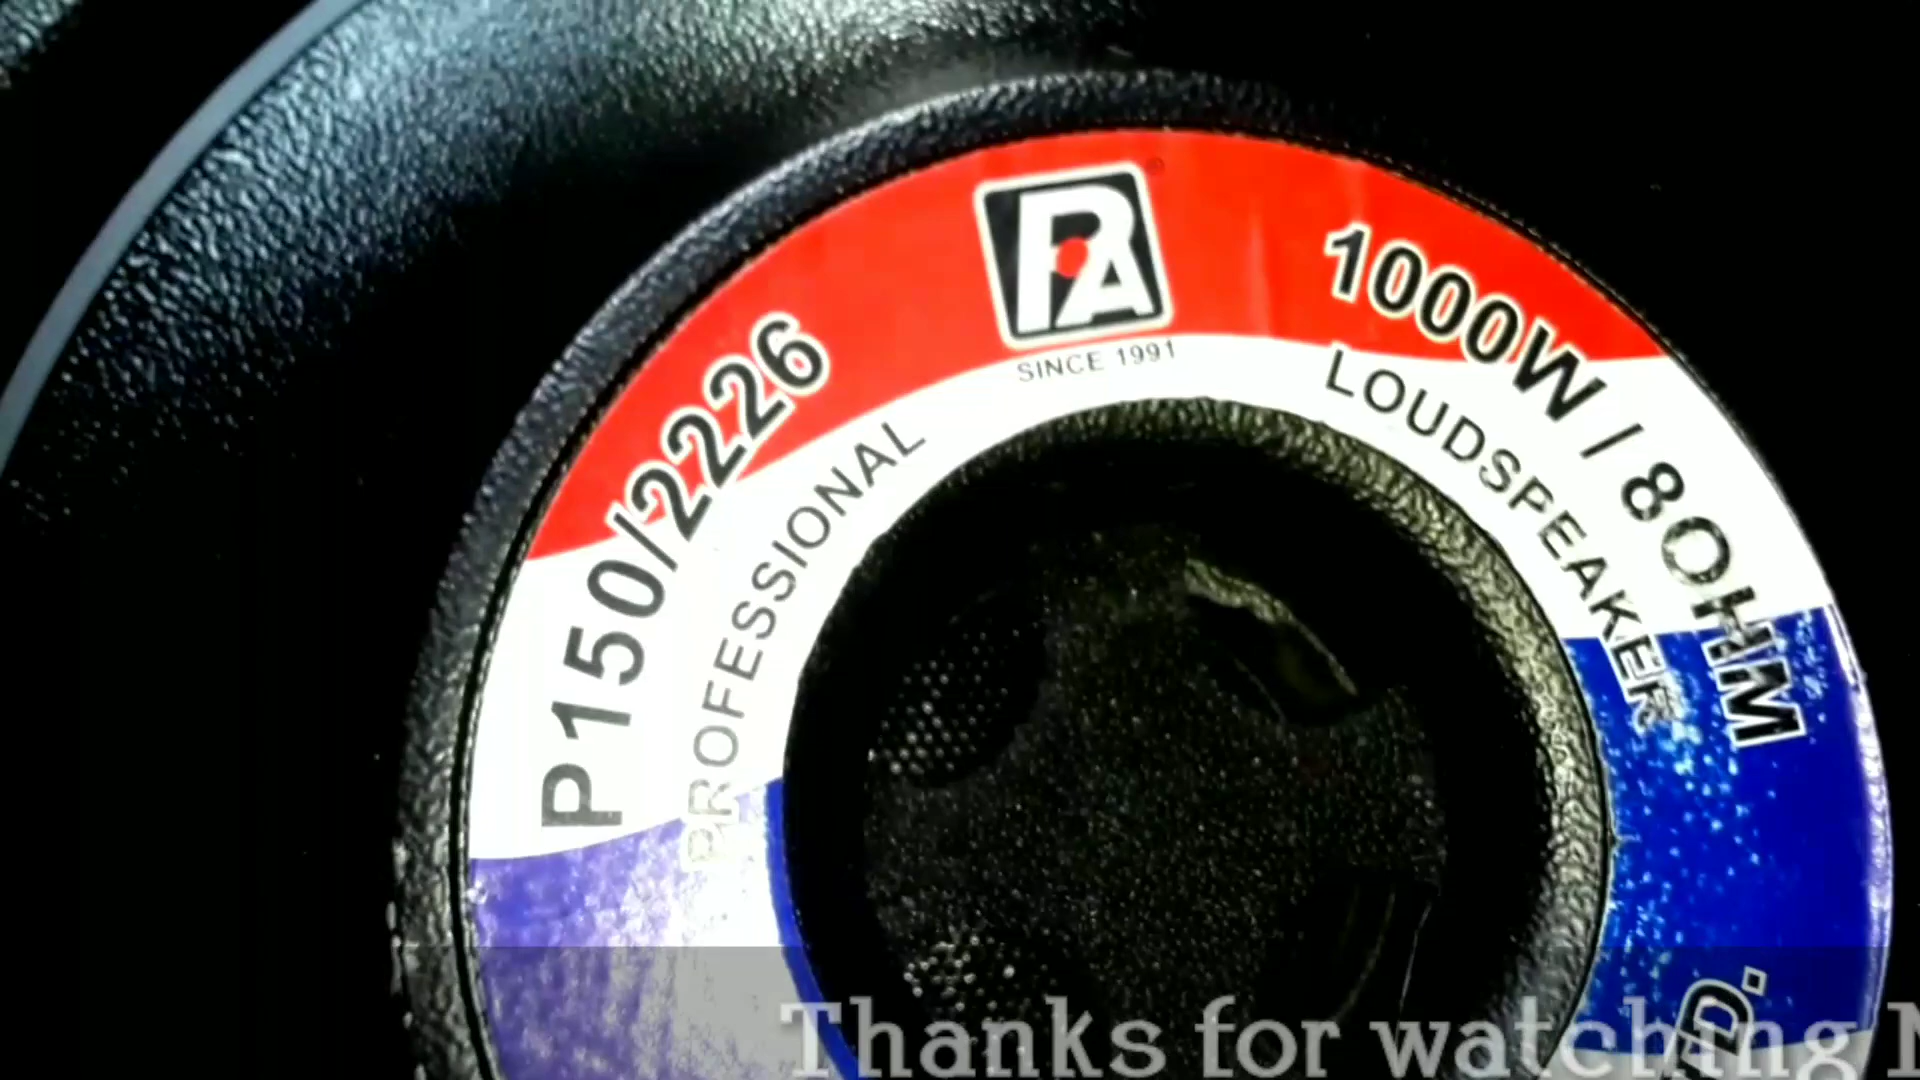 PA
SINCE 1991
P150/2226
1000W / 8OHM
PROFESSIONAL
LOUDSPEAKER
D.
Thanks for watching